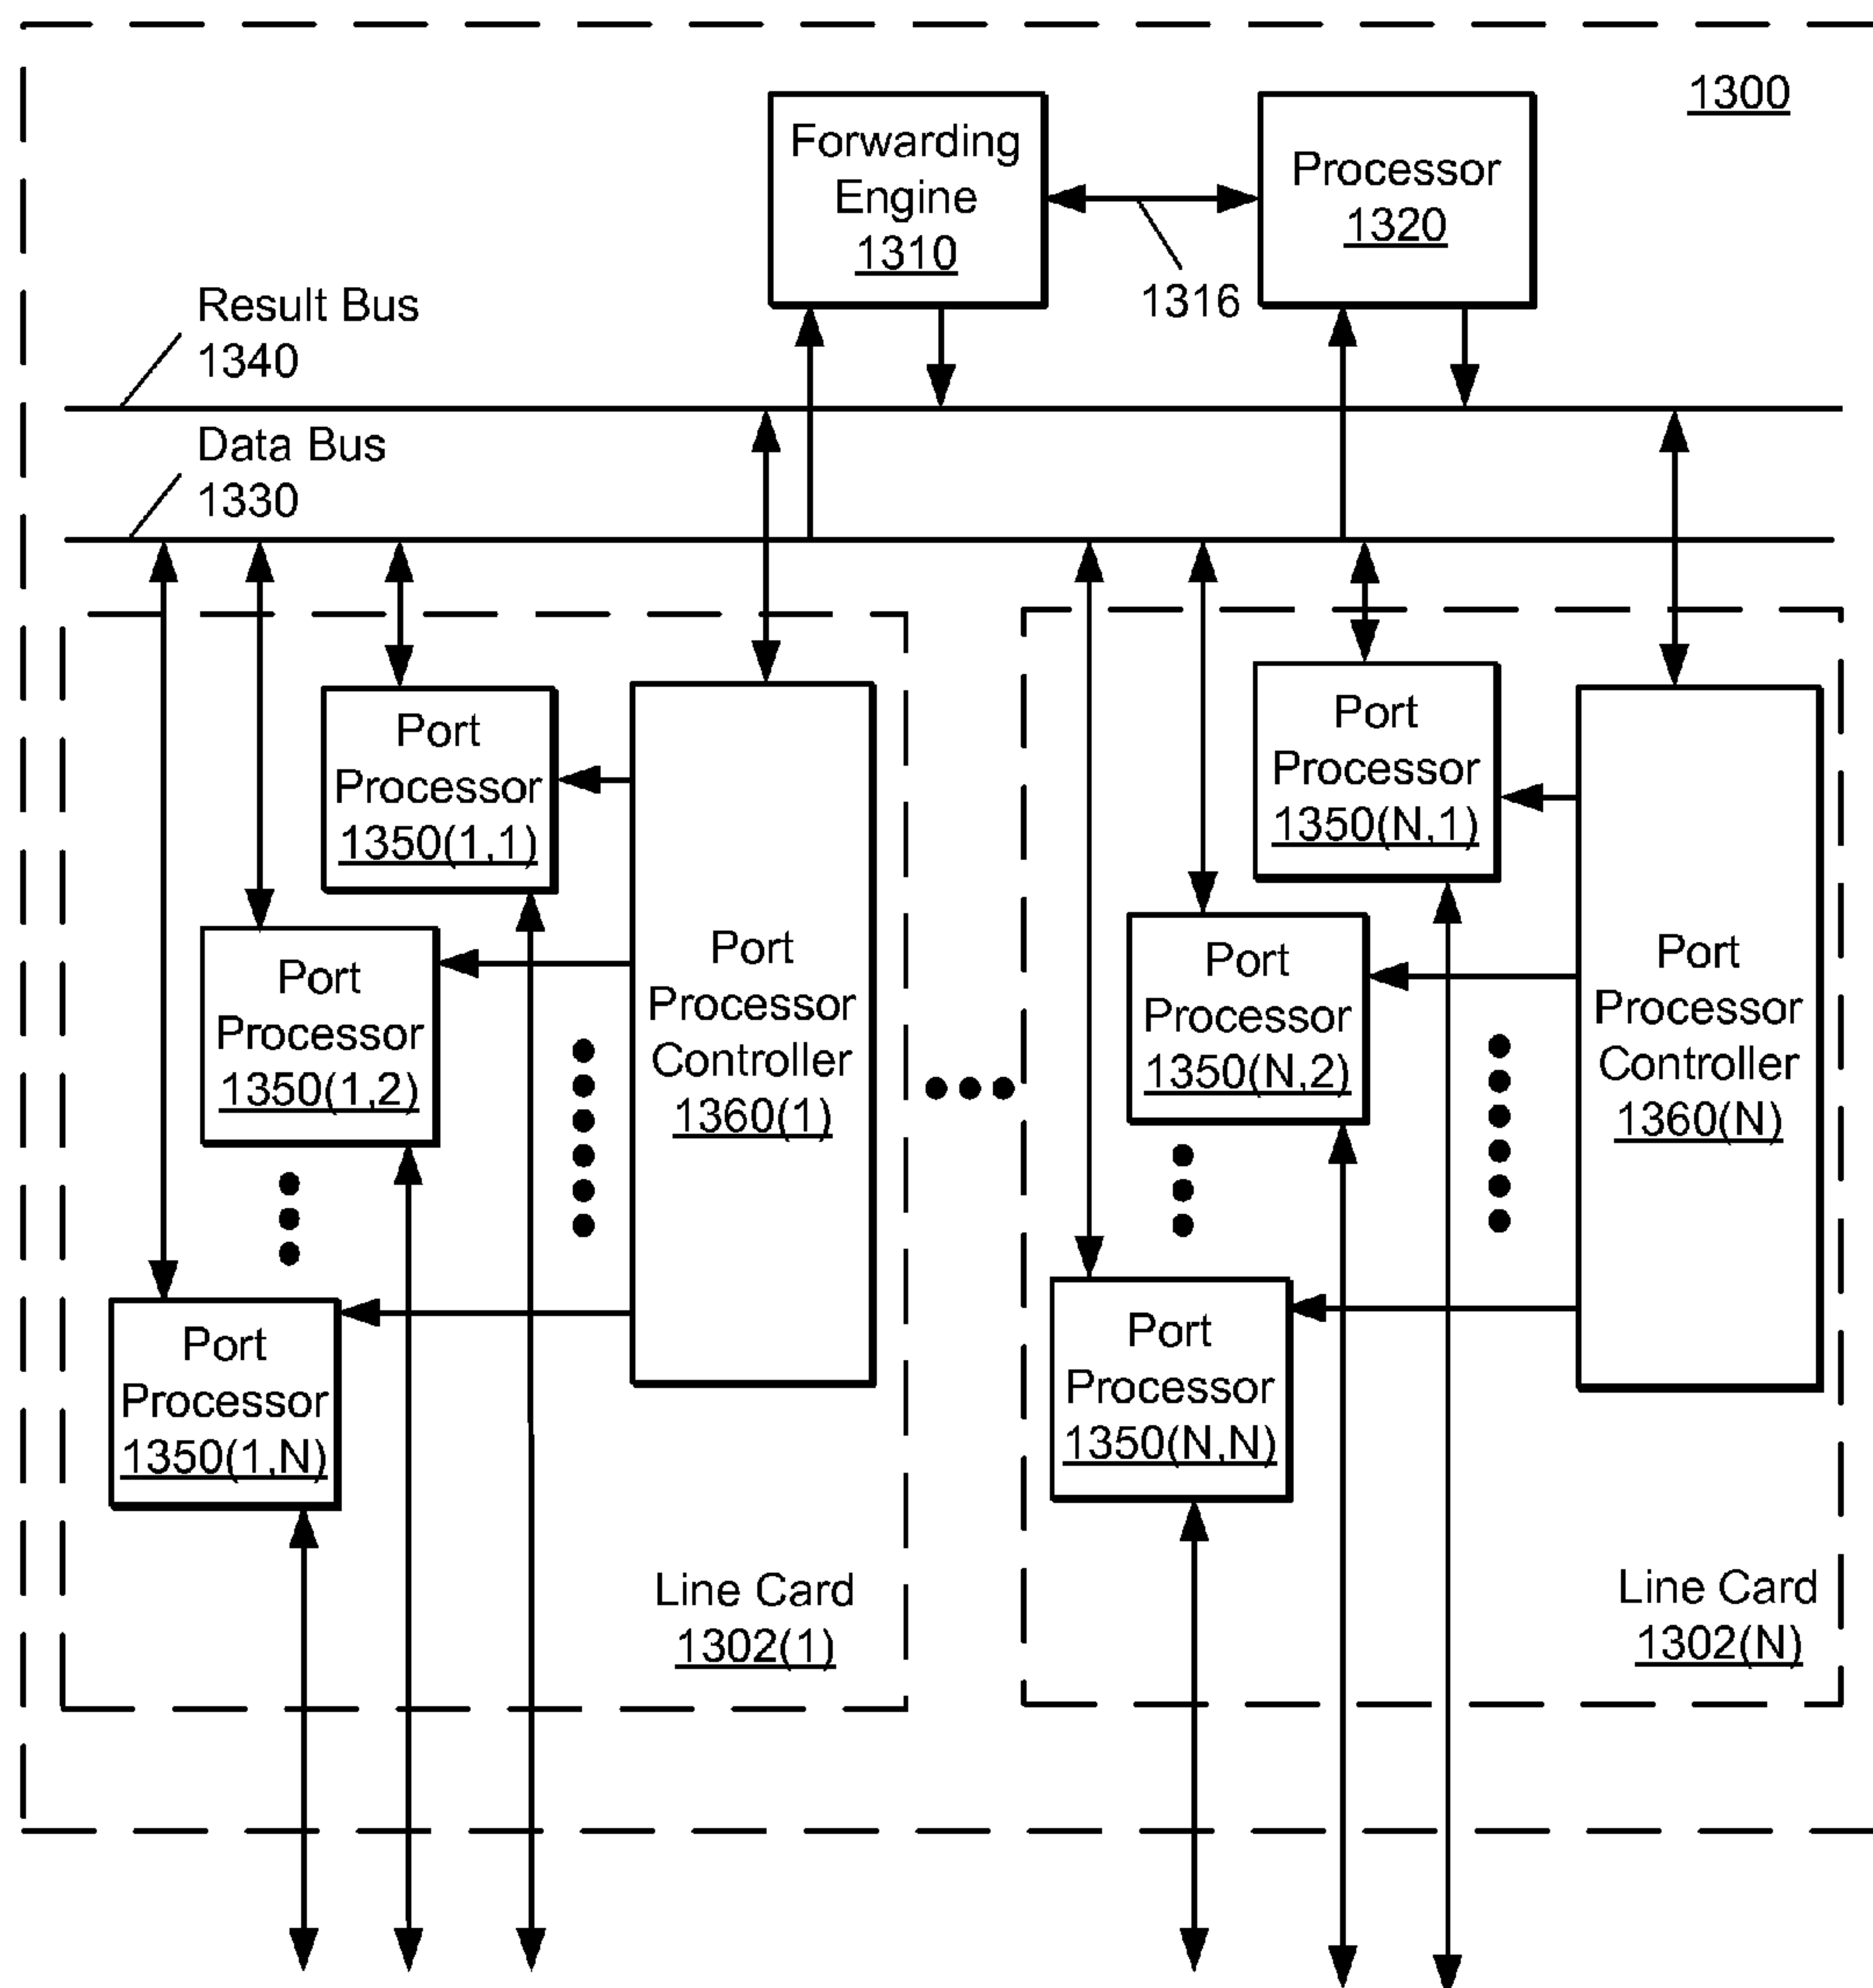 1300
Forwarding
Engine
1310
Processor
1320
1316
Result Bus
1340
Data Bus
1330
Port
Processor
1350(1,1)
Port
Processor
1350(1,2)
Port
Processor
1350(1,N)
Port
Processor
Controller
1360(1)
Line Card
1302(1)
Port
Processor
1350(N,1)
Port
Processor
1350(N,2)
Port
Processor
1350(N,N)
Port
Processor
Controller
1360(N)
Line Card
1302(N)